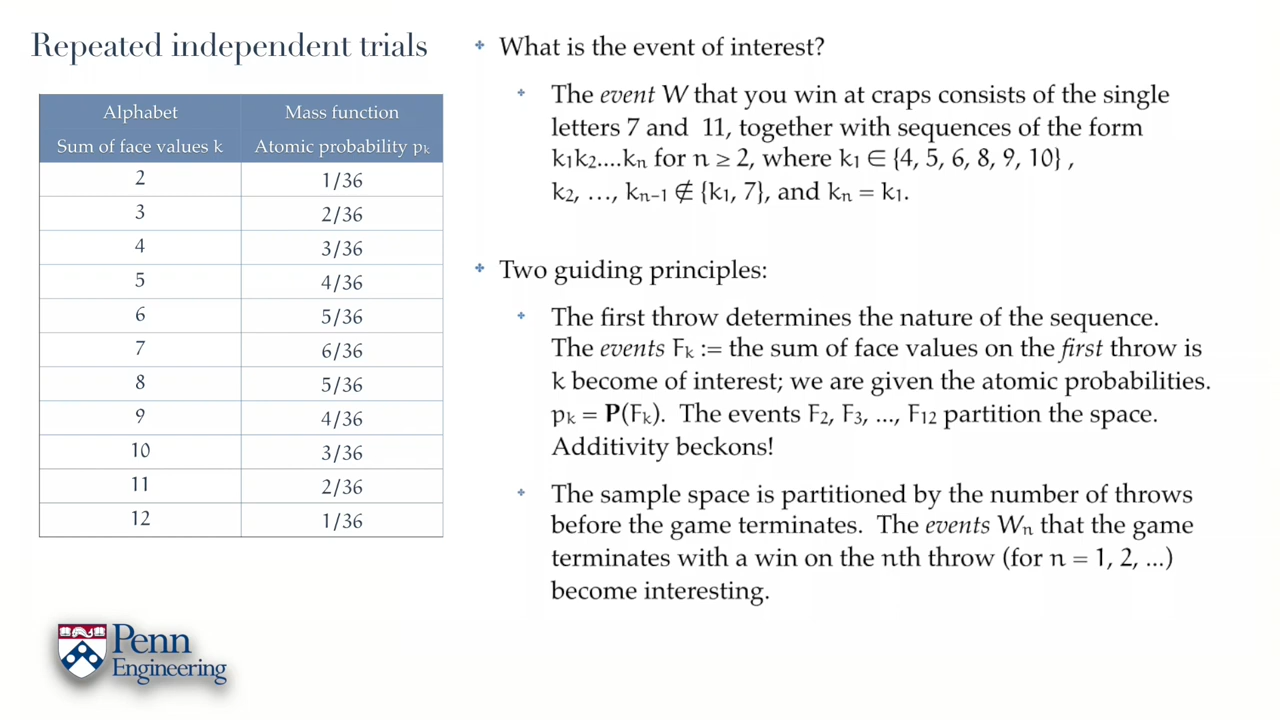 Repeated independent trials
Alphabet
Sum of face values k
Mass function
Atomic probability pₖ
2 1/36
3 2/36
4 3/36
5 4/36
6 5/36
7 6/36
8 5/36
9 4/36
10 3/36
11 2/36
12 1/36
Penn
Engineering
What is the event of interest?
The event W that you win at craps consists of the single
letters 7 and 11, together with sequences of the form
k₁k₂....kₙ for n ≥ 2, where k₁ ∈ {4, 5, 6, 8, 9, 10} ,
k₂, …, kₙ₋₁ ∉ {k₁, 7}, and kₙ = k₁.
Two guiding principles:
The first throw determines the nature of the sequence.
The events Fₖ := the sum of face values on the first throw is
k become of interest; we are given the atomic probabilities.
pₖ = P(Fₖ). The events F₂, F₃, ..., F₁₂ partition the space.
Additivity beckons!
The sample space is partitioned by the number of throws
before the game terminates. The events Wₙ that the game
terminates with a win on the nth throw (for n = 1, 2, ...)
become interesting.